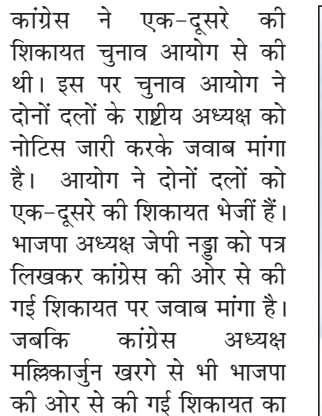 कांग्रेस ने एक-दूसरे की
शिकायत चुनाव आयोग से की
थी। इस पर चुनाव आयोग ने
दोनों दलों के राष्ट्रीय अध्यक्ष को
नोटिस जारी करके जवाब मांगा
है। आयोग ने दोनों दलों को
एक-दूसरे की शिकायत भेजीं हैं।
भाजपा अध्यक्ष जेपी नड्डा को पत्र
लिखकर कांग्रेस की ओर से की
गई शिकायत पर जवाब मांगा है।
जबकि कांग्रेस अध्यक्ष
मल्लिकार्जुन खरगे से भी भाजपा
की ओर से की गई शिकायत का